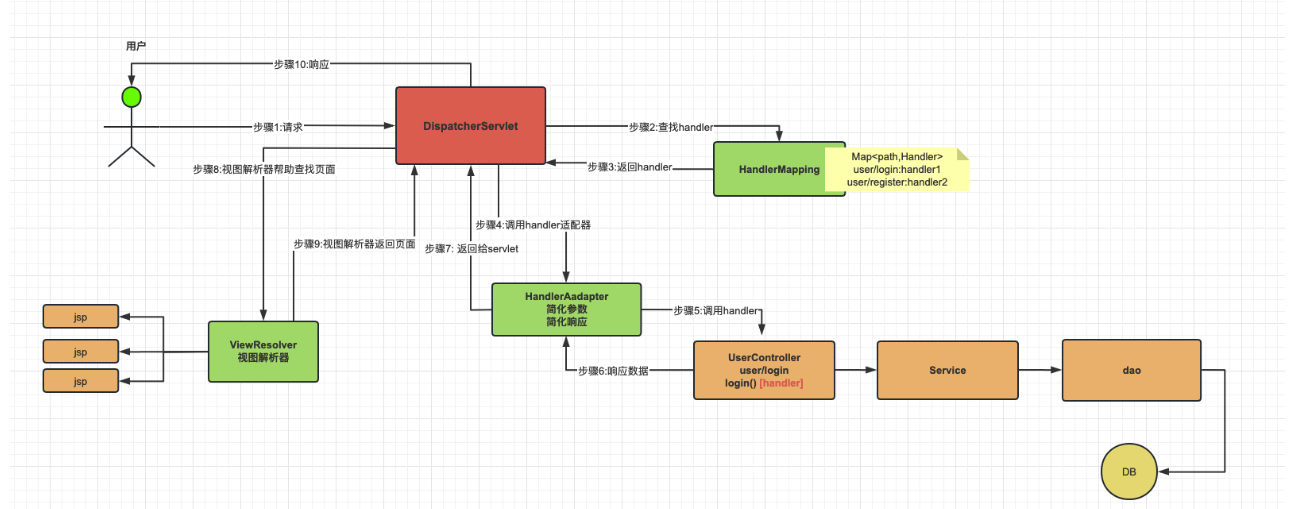 用户
步骤10:响应
DispatcherServlet
步骤1:请求
步骤2:查找handler
步骤8:视图解析器帮助查找页面
步骤3:返回handler
HandlerMapping
Map<path,Handler>
user/login:handler1
user/register:handler2
步骤4:调用handler适配器
步骤9:视图解析器返回页面
步骤7: 返回给servlet
HandlerAadapter
简化参数
简化响应
步骤5:调用handler
jsp
jsp
jsp
ViewResolver
视图解析器
步骤6:响应数据
UserController
user/login
login() [handler]
Service
dao
DB